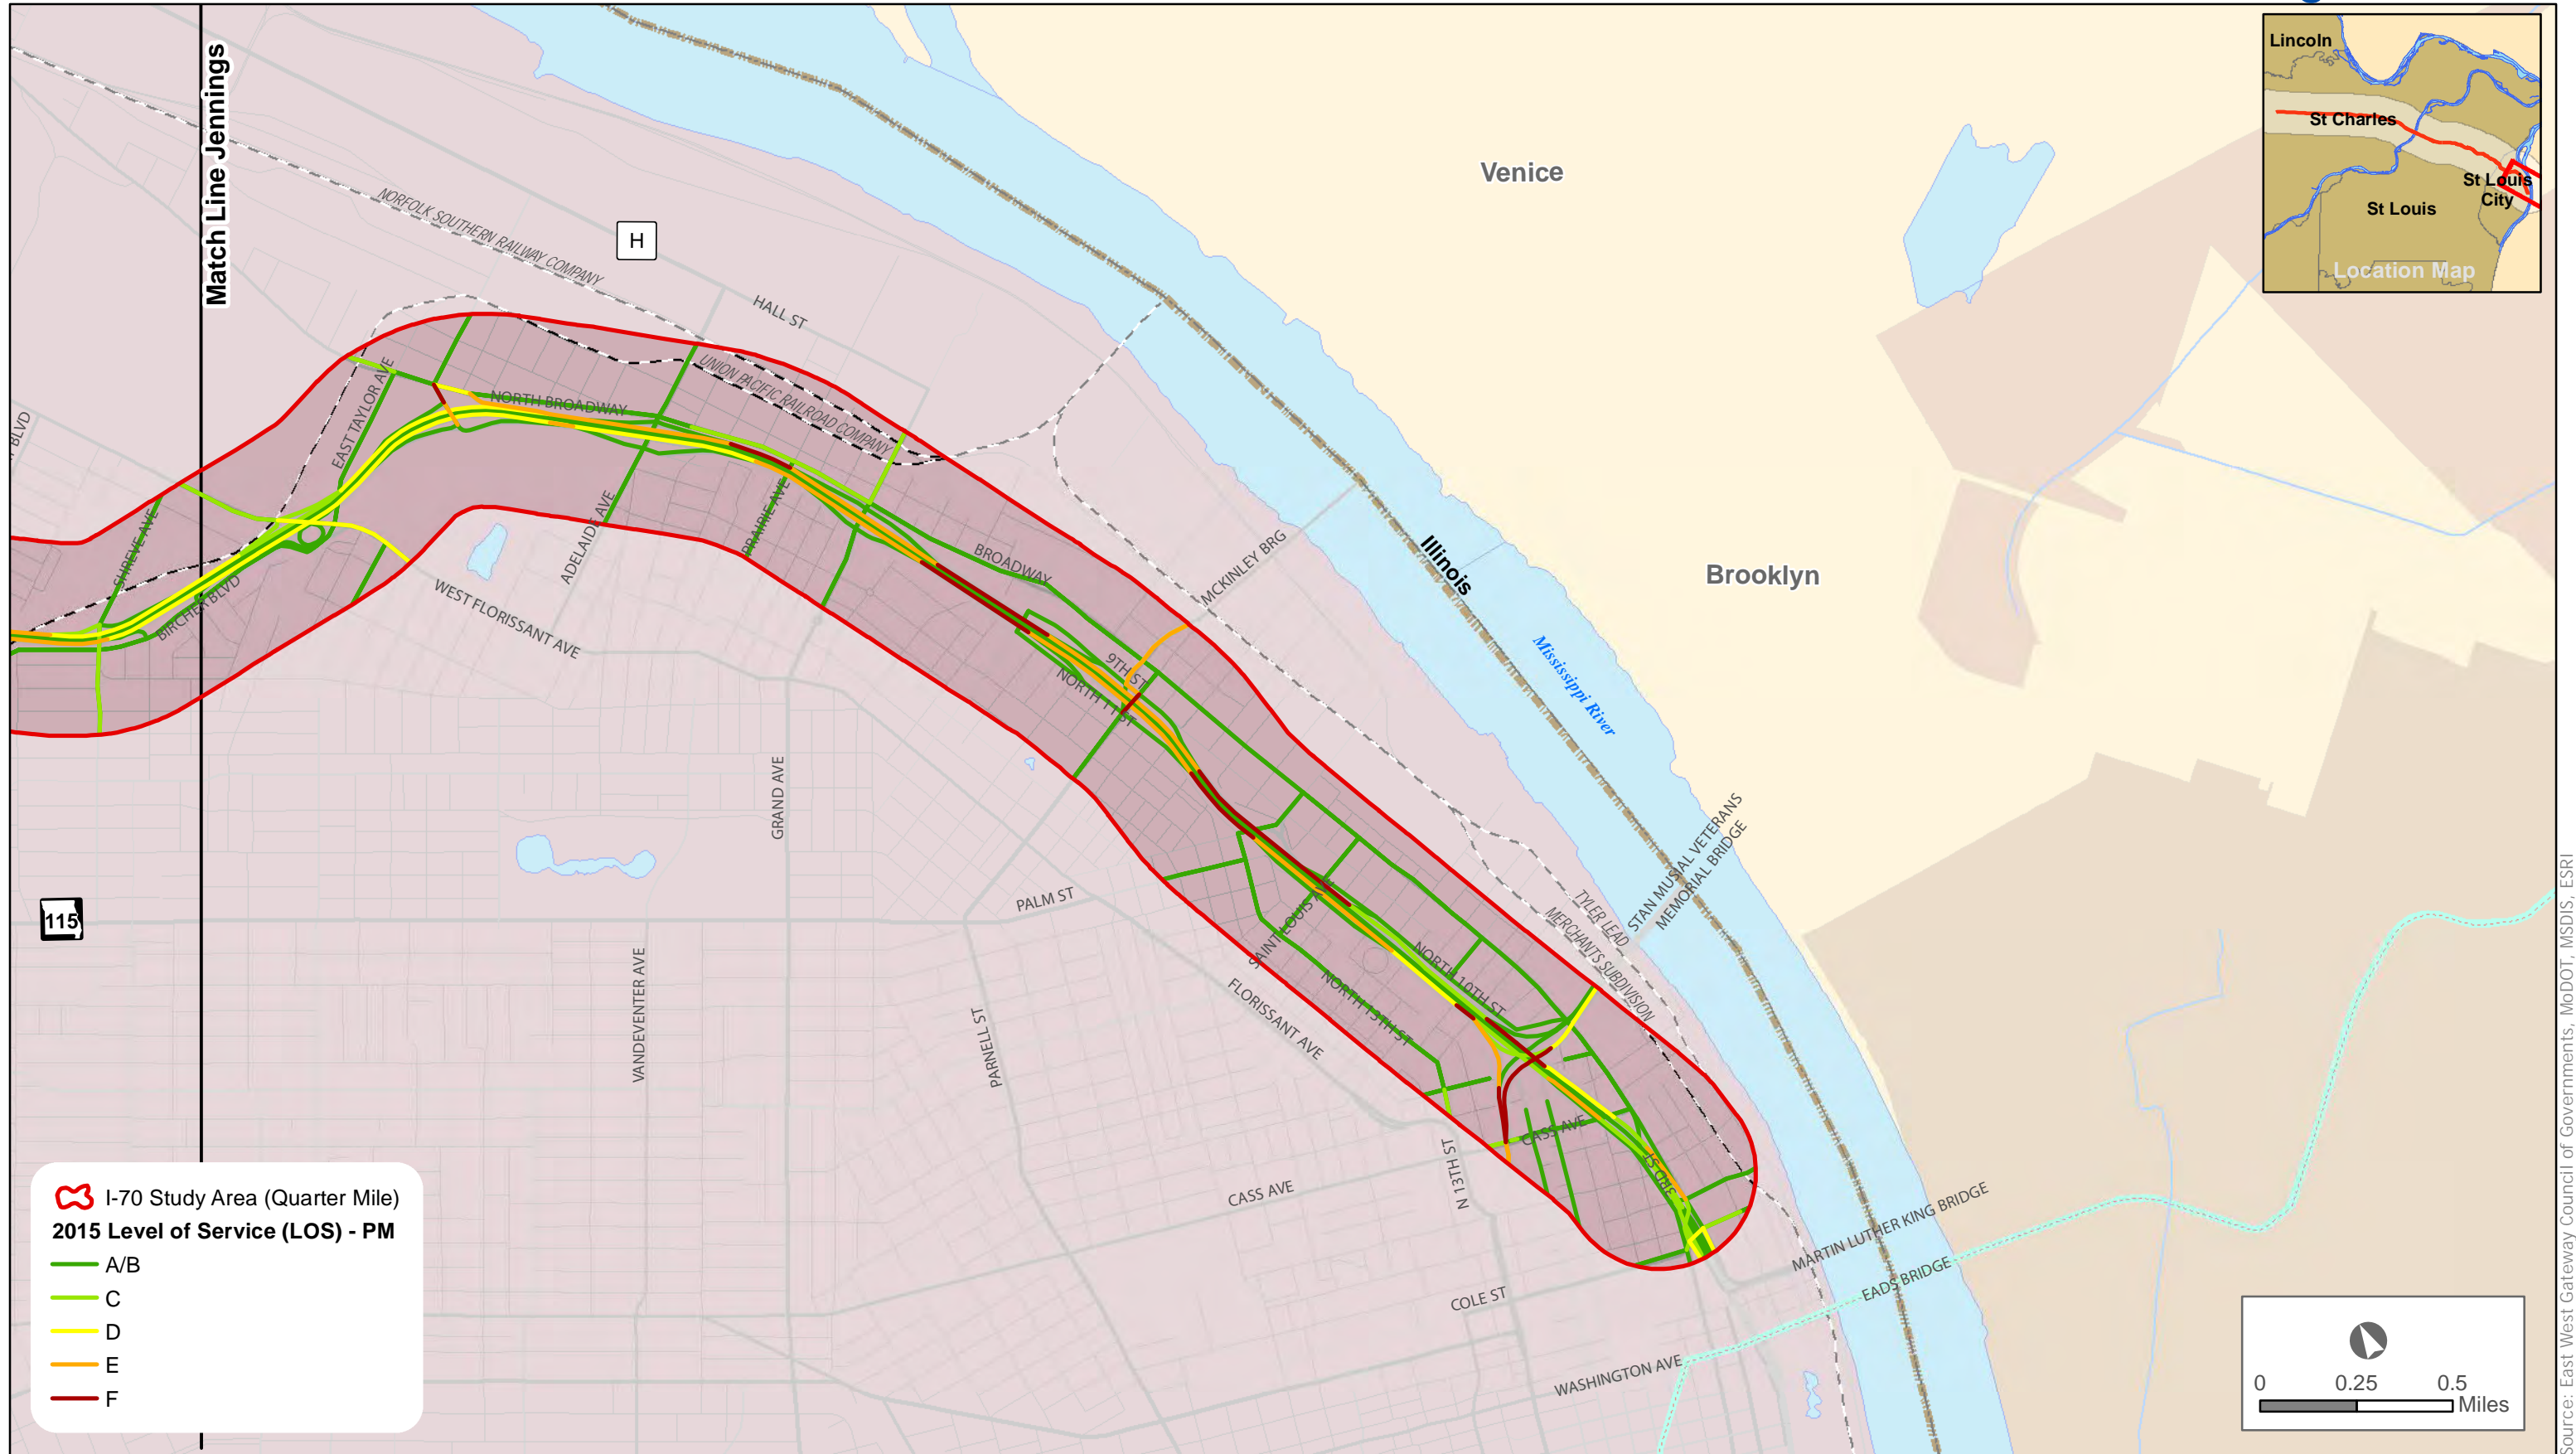 Match Line Jennings
NORFOLK SOUTHERN RAILWAY COMPANY
H
HALL ST
Venice
Lincoln
St Charles
St Louis
City
St Louis
Location Map
UNION PACIFIC RAILROAD COMPANY
EAST TAYLOR AVE
NORTH BROADWAY
BLVD
SHREVE AVE
BIRCHER BLVD
ADELAIDE AVE
PRAIRIE AVE
WEST FLORISSANT AVE
BROADWAY
MCKINLEY BRG
Illinois
Brooklyn
Mississippi River
9TH ST
NORTH 11 ST
GRAND AVE
115
PALM ST
VANDEVENTER AVE
PARNELL ST
SAINT LOUIS AVE
NORTH 10TH ST
NORTH 13TH ST
FLORISSANT AVE
TYLER LEAD
MERCHANTS SUBDIVISION
STAN MUSIAL VETERANS
MEMORIAL BRIDGE
CASS AVE
3RD ST
N 13TH ST
CASS AVE
COLE ST
WASHINGTON AVE
MARTIN LUTHER KING BRIDGE
EADS BRIDGE
I-70 Study Area (Quarter Mile)
2015 Level of Service (LOS) - PM
A/B
C
D
E
F
0 0.25 0.5
Miles
Source: East West Gateway Council of Governments, MoDOT, MSDIS, ESRI